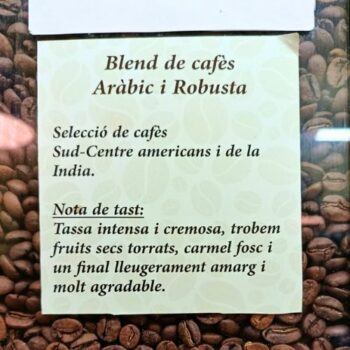 Blend de cafès
Aràbic i Robusta
Selecció de cafès
Sud-Centre americans i de la
India.
Nota de tast:
Tassa intensa i cremosa, trobem
fruits secs torrats, carmel fosc i
un final lleugerament amarg i
molt agradable.